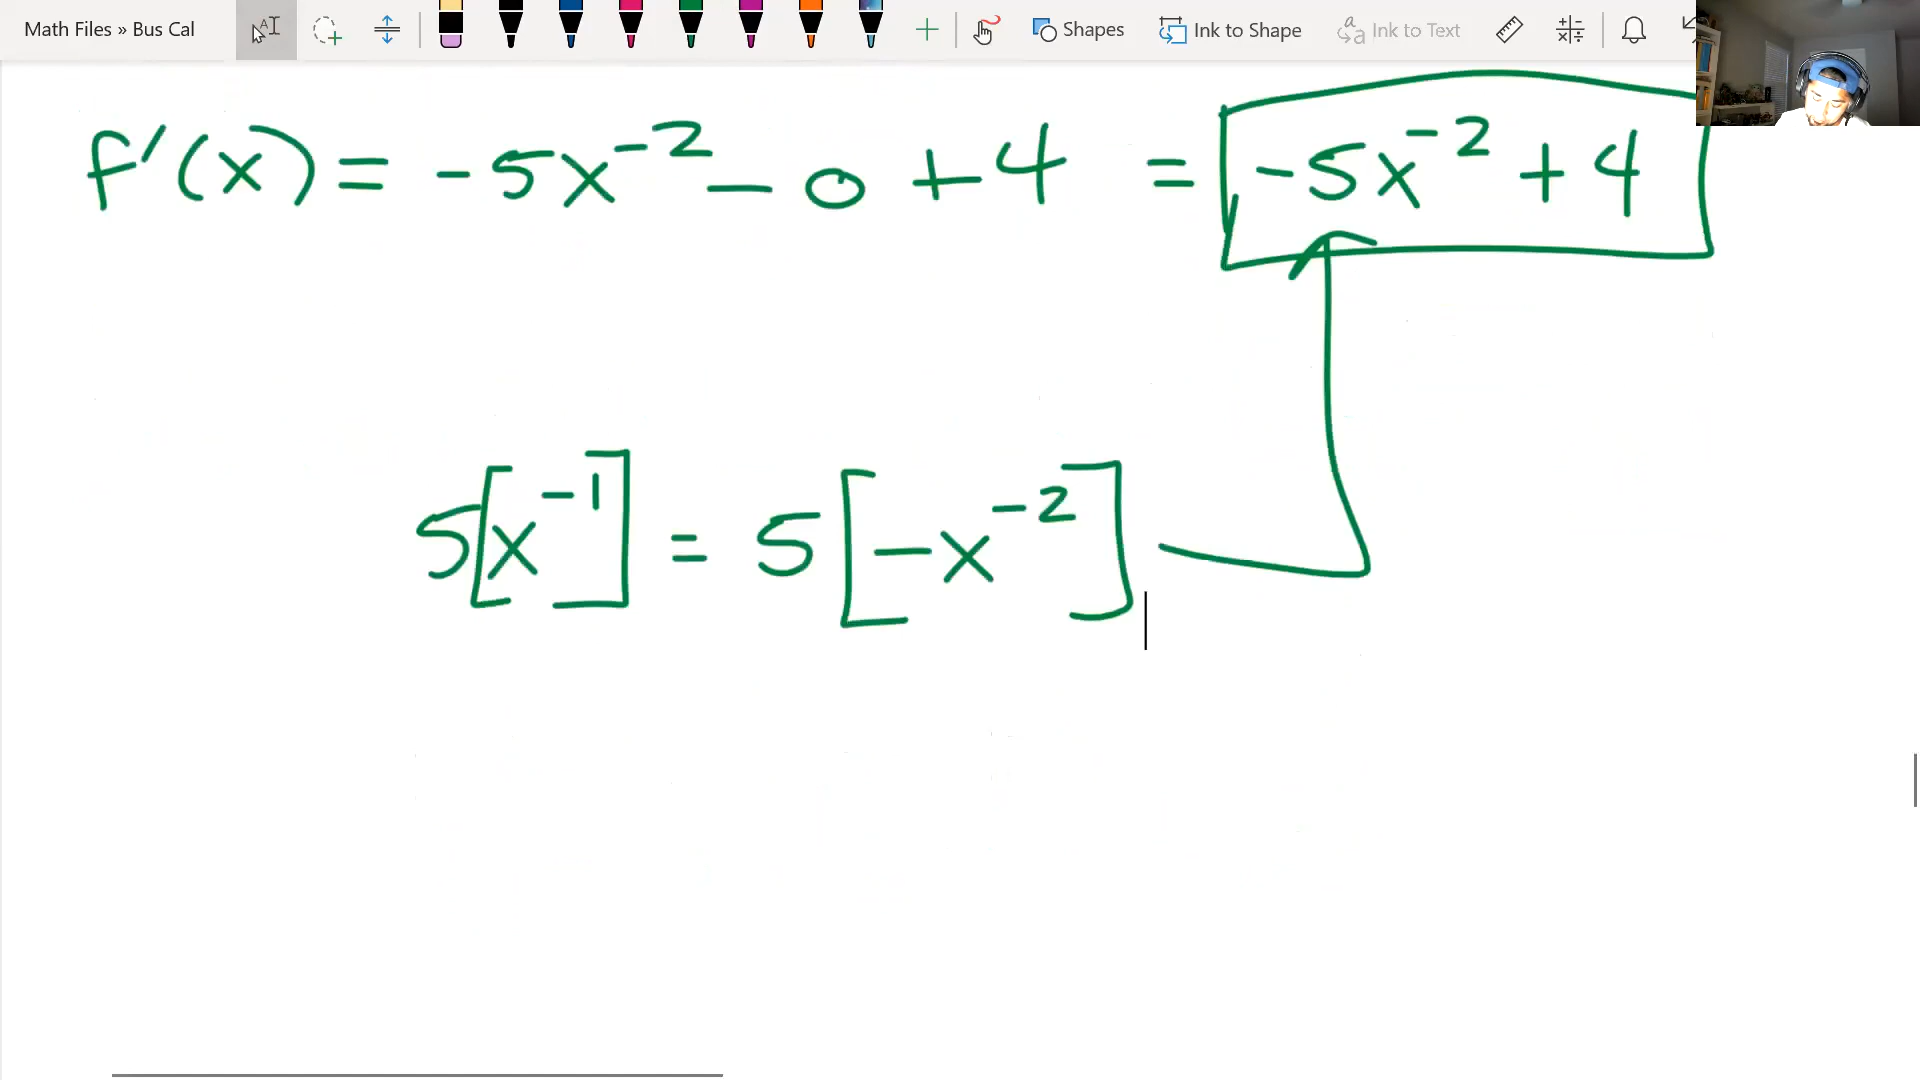 Math Files » Bus Cal Shapes Ink to Shape Ink to Text
f'(x) = -5x⁻² - 0 + 4 = -5x⁻² + 4
5[x⁻¹] = 5[-x⁻²]